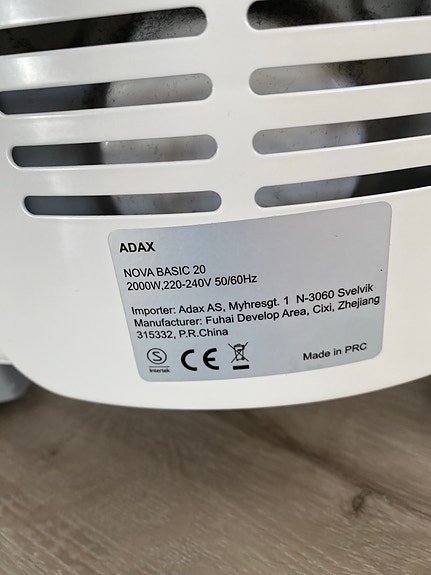 ADAX
NOVA BASIC 20
2000W,220-240V 50/60Hz
Importer: Adax AS, Myhresgt. 1 N-3060 Svelvik
Manufacturer: Fuhai Develop Area, Cixi, Zhejiang
315332, P.R.China
S
Intertek
CE
Made in PRC